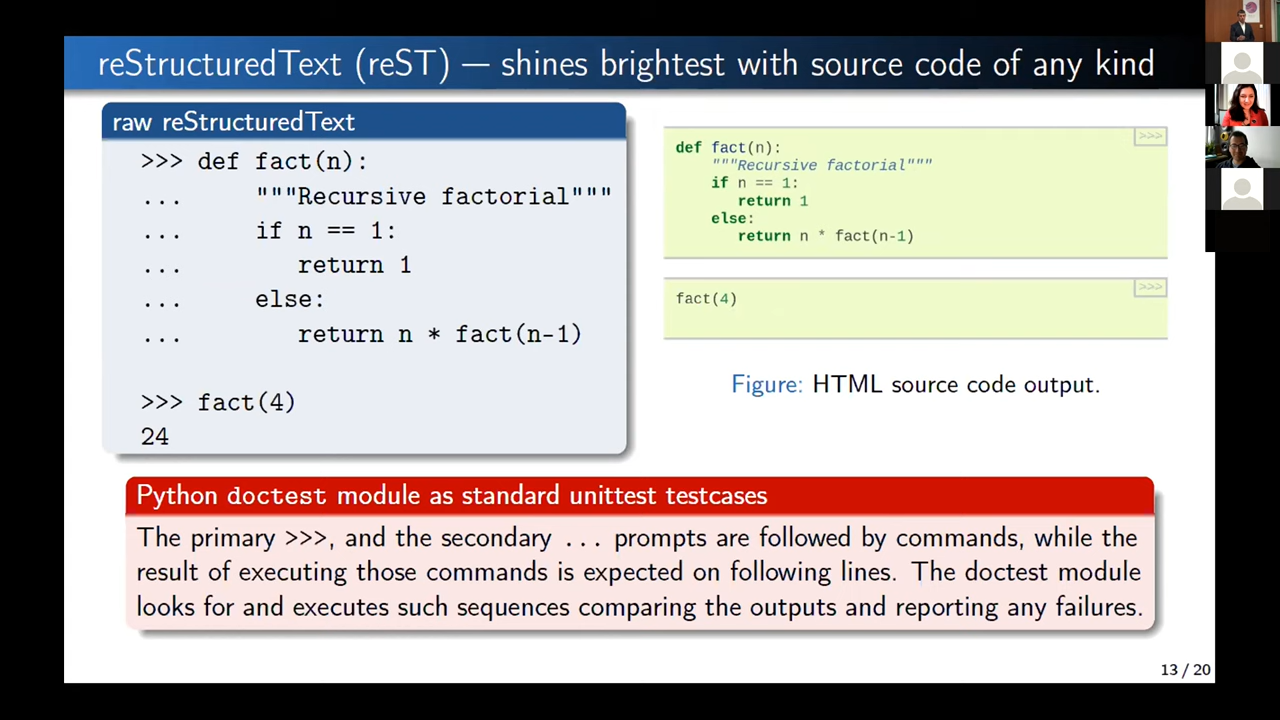 reStructuredText (reST) — shines brightest with source code of any kind
raw reStructuredText
>>> def fact(n):
...     """Recursive factorial"""
...     if n == 1:
...        return 1
...     else:
...        return n * fact(n-1)
>>> fact(4)
24
>>>
def fact(n):
    """Recursive factorial"""
    if n == 1:
       return 1
    else:
       return n * fact(n-1)
>>>
fact(4)
Figure: HTML source code output.
Python doctest module as standard unittest testcases
The primary >>>, and the secondary ... prompts are followed by commands, while the
result of executing those commands is expected on following lines. The doctest module
looks for and executes such sequences comparing the outputs and reporting any failures.
13 / 20